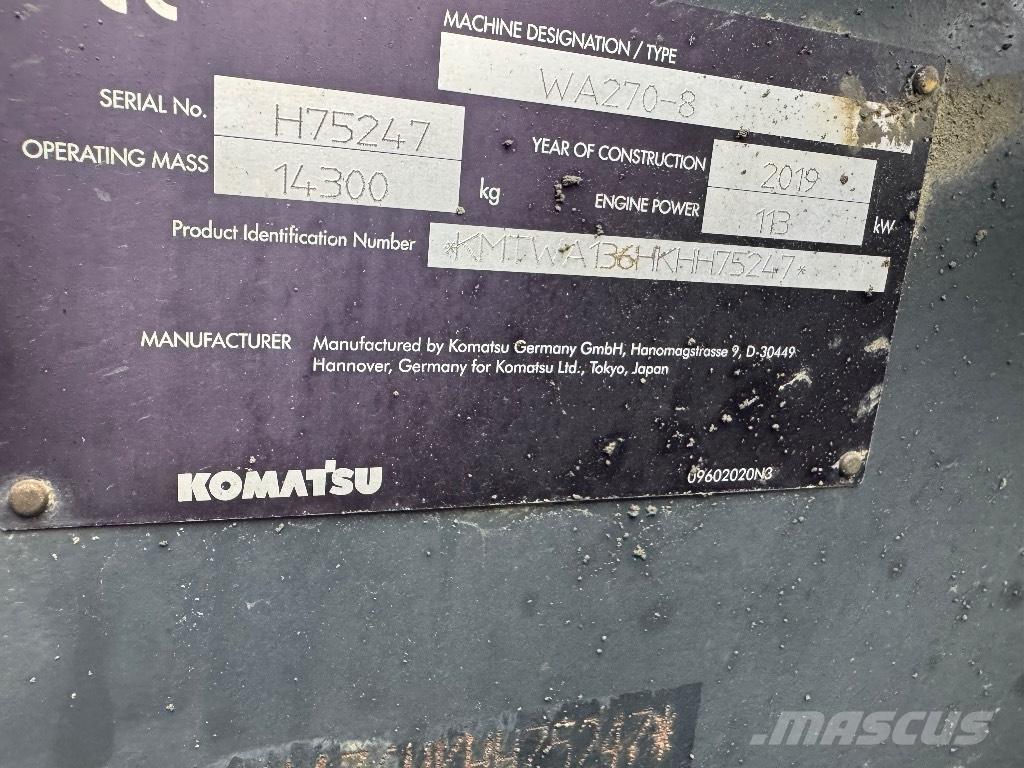 MACHINE DESIGNATION / TYPE
WA270-8
SERIAL No. H75247
OPERATING MASS 14300 kg
YEAR OF CONSTRUCTION 2019
ENGINE POWER 113 kW
Product Identification Number *KMTWA136HKHH75247*
MANUFACTURER Manufactured by Komatsu Germany GmbH, Hanomagstrasse 9, D-30449
Hannover, Germany for Komatsu Ltd., Tokyo, Japan
KOMATSU
09602020N3
75247*
MASCUS